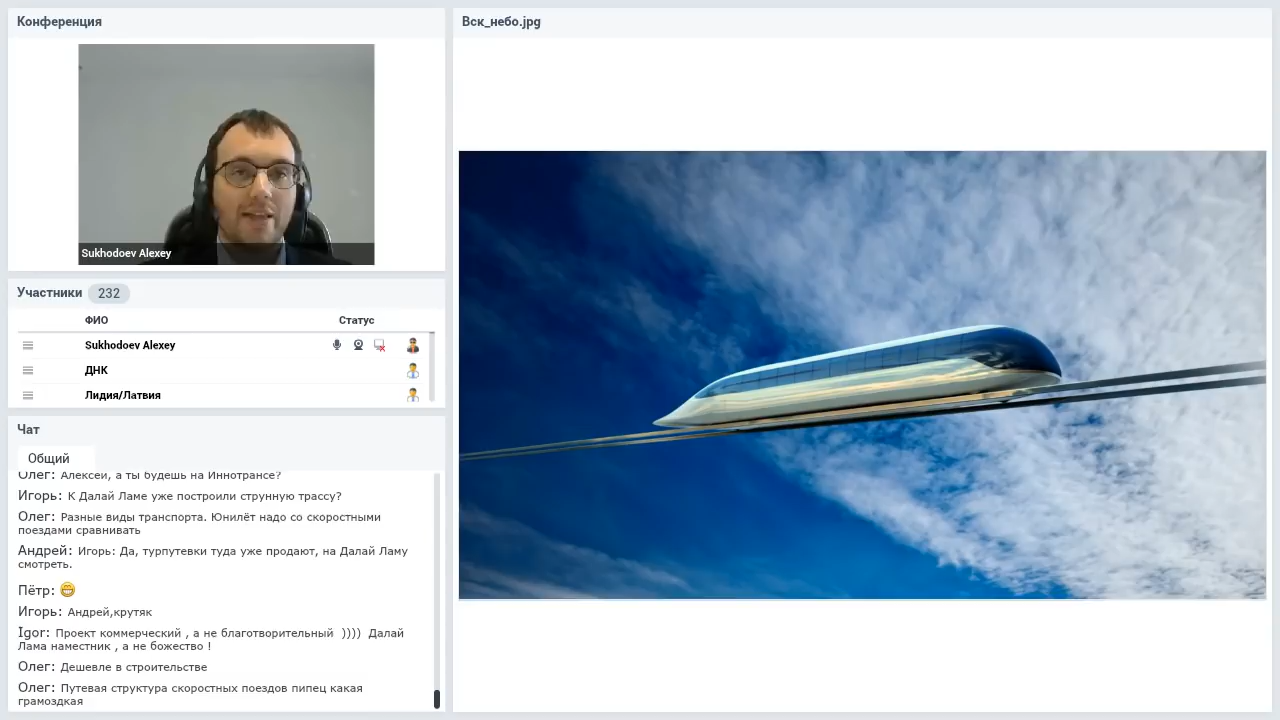 Конференция
Sukhodoev Alexey
Участники 232
ФИО Статус
Sukhodoev Alexey
ДНК
Лидия/Латвия
Чат
Общий
Олег: Алексей, а ты будешь на Иннотрансе?
Игорь: К Далай Ламе уже построили струнную трассу?
Олег: Разные виды транспорта. Юнилёт надо со скоростными
поездами сравнивать
Андрей: Игорь: Да, турпутевки туда уже продают, на Далай Ламу
смотреть.
Пётр:
Игорь: Андрей,крутяк
Igor: Проект коммерческий , а не благотворительный  ))))  Далай
Лама наместник , а не божество !
Олег: Дешевле в строительстве
Олег: Путевая структура скоростных поездов пипец какая
грамоздкая
Вск_небо.jpg